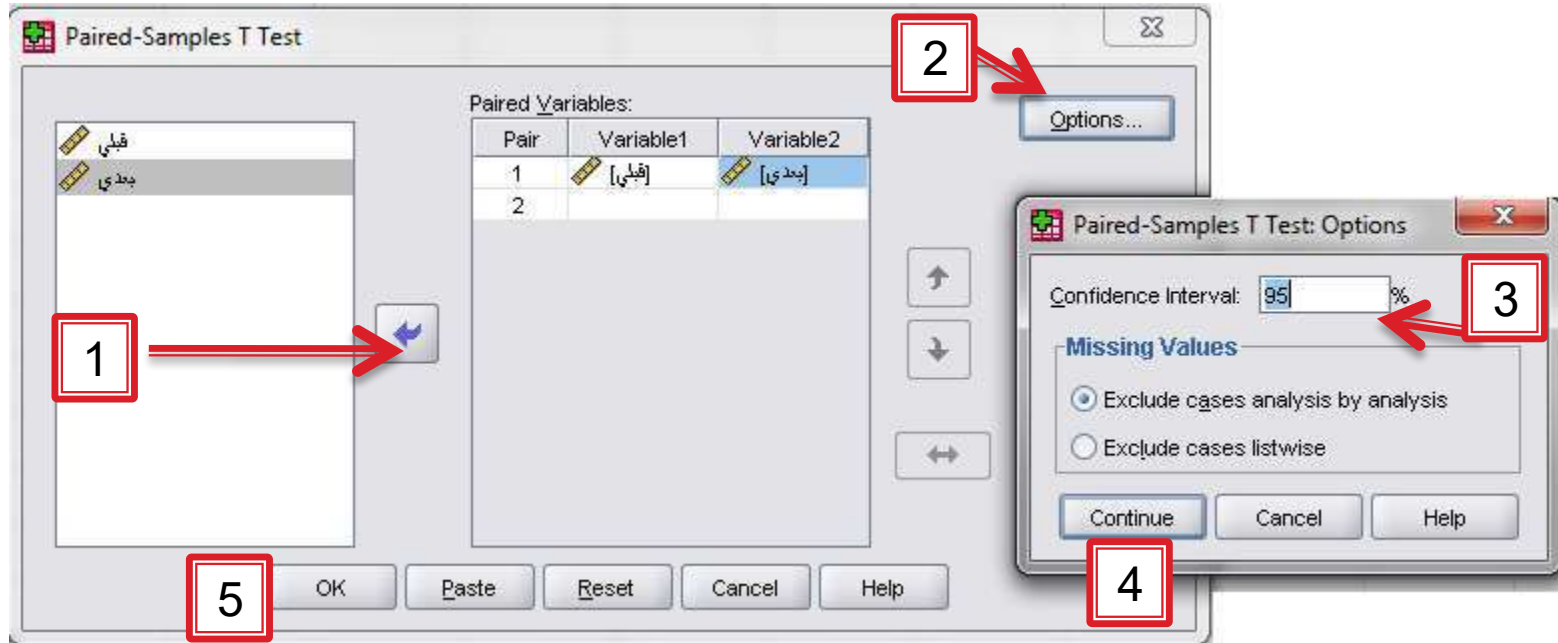 Paired-Samples T Test
2
Paired Variables:
Options...
قبلي
بعدي
Pair Variable1 Variable2
1 [قبلي] [بعدي]
2
1
Paired-Samples T Test: Options
Confidence Interval: 95 %
3
Missing Values
Exclude cases analysis by analysis
Exclude cases listwise
Continue Cancel Help
4
5
OK Paste Reset Cancel Help